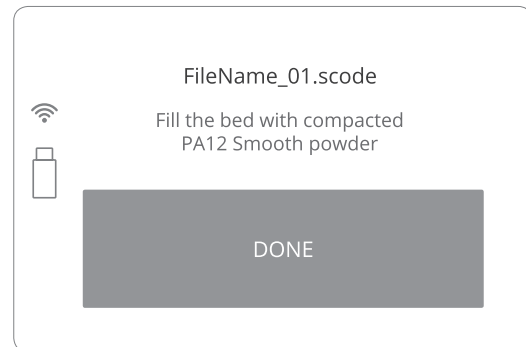 FileName_01.scode
Fill the bed with compacted
PA12 Smooth powder
DONE